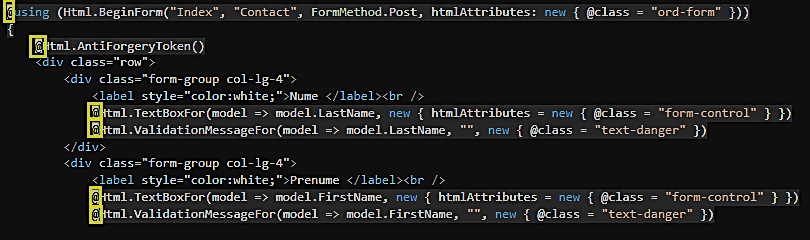 @using (Html.BeginForm("Index", "Contact", FormMethod.Post, htmlAttributes: new { @class = "ord-form" }))
{
@Html.AntiForgeryToken()
<div class="row">
<div class="form-group col-lg-4">
<label style="color:white;">Nume </label><br />
@Html.TextBoxFor(model => model.LastName, new { htmlAttributes = new { @class = "form-control" } })
@Html.ValidationMessageFor(model => model.LastName, "", new { @class = "text-danger" })
</div>
<div class="form-group col-lg-4">
<label style="color:white;">Prenume </label><br />
@Html.TextBoxFor(model => model.FirstName, new { htmlAttributes = new { @class = "form-control" } })
@Html.ValidationMessageFor(model => model.FirstName, "", new { @class = "text-danger" })